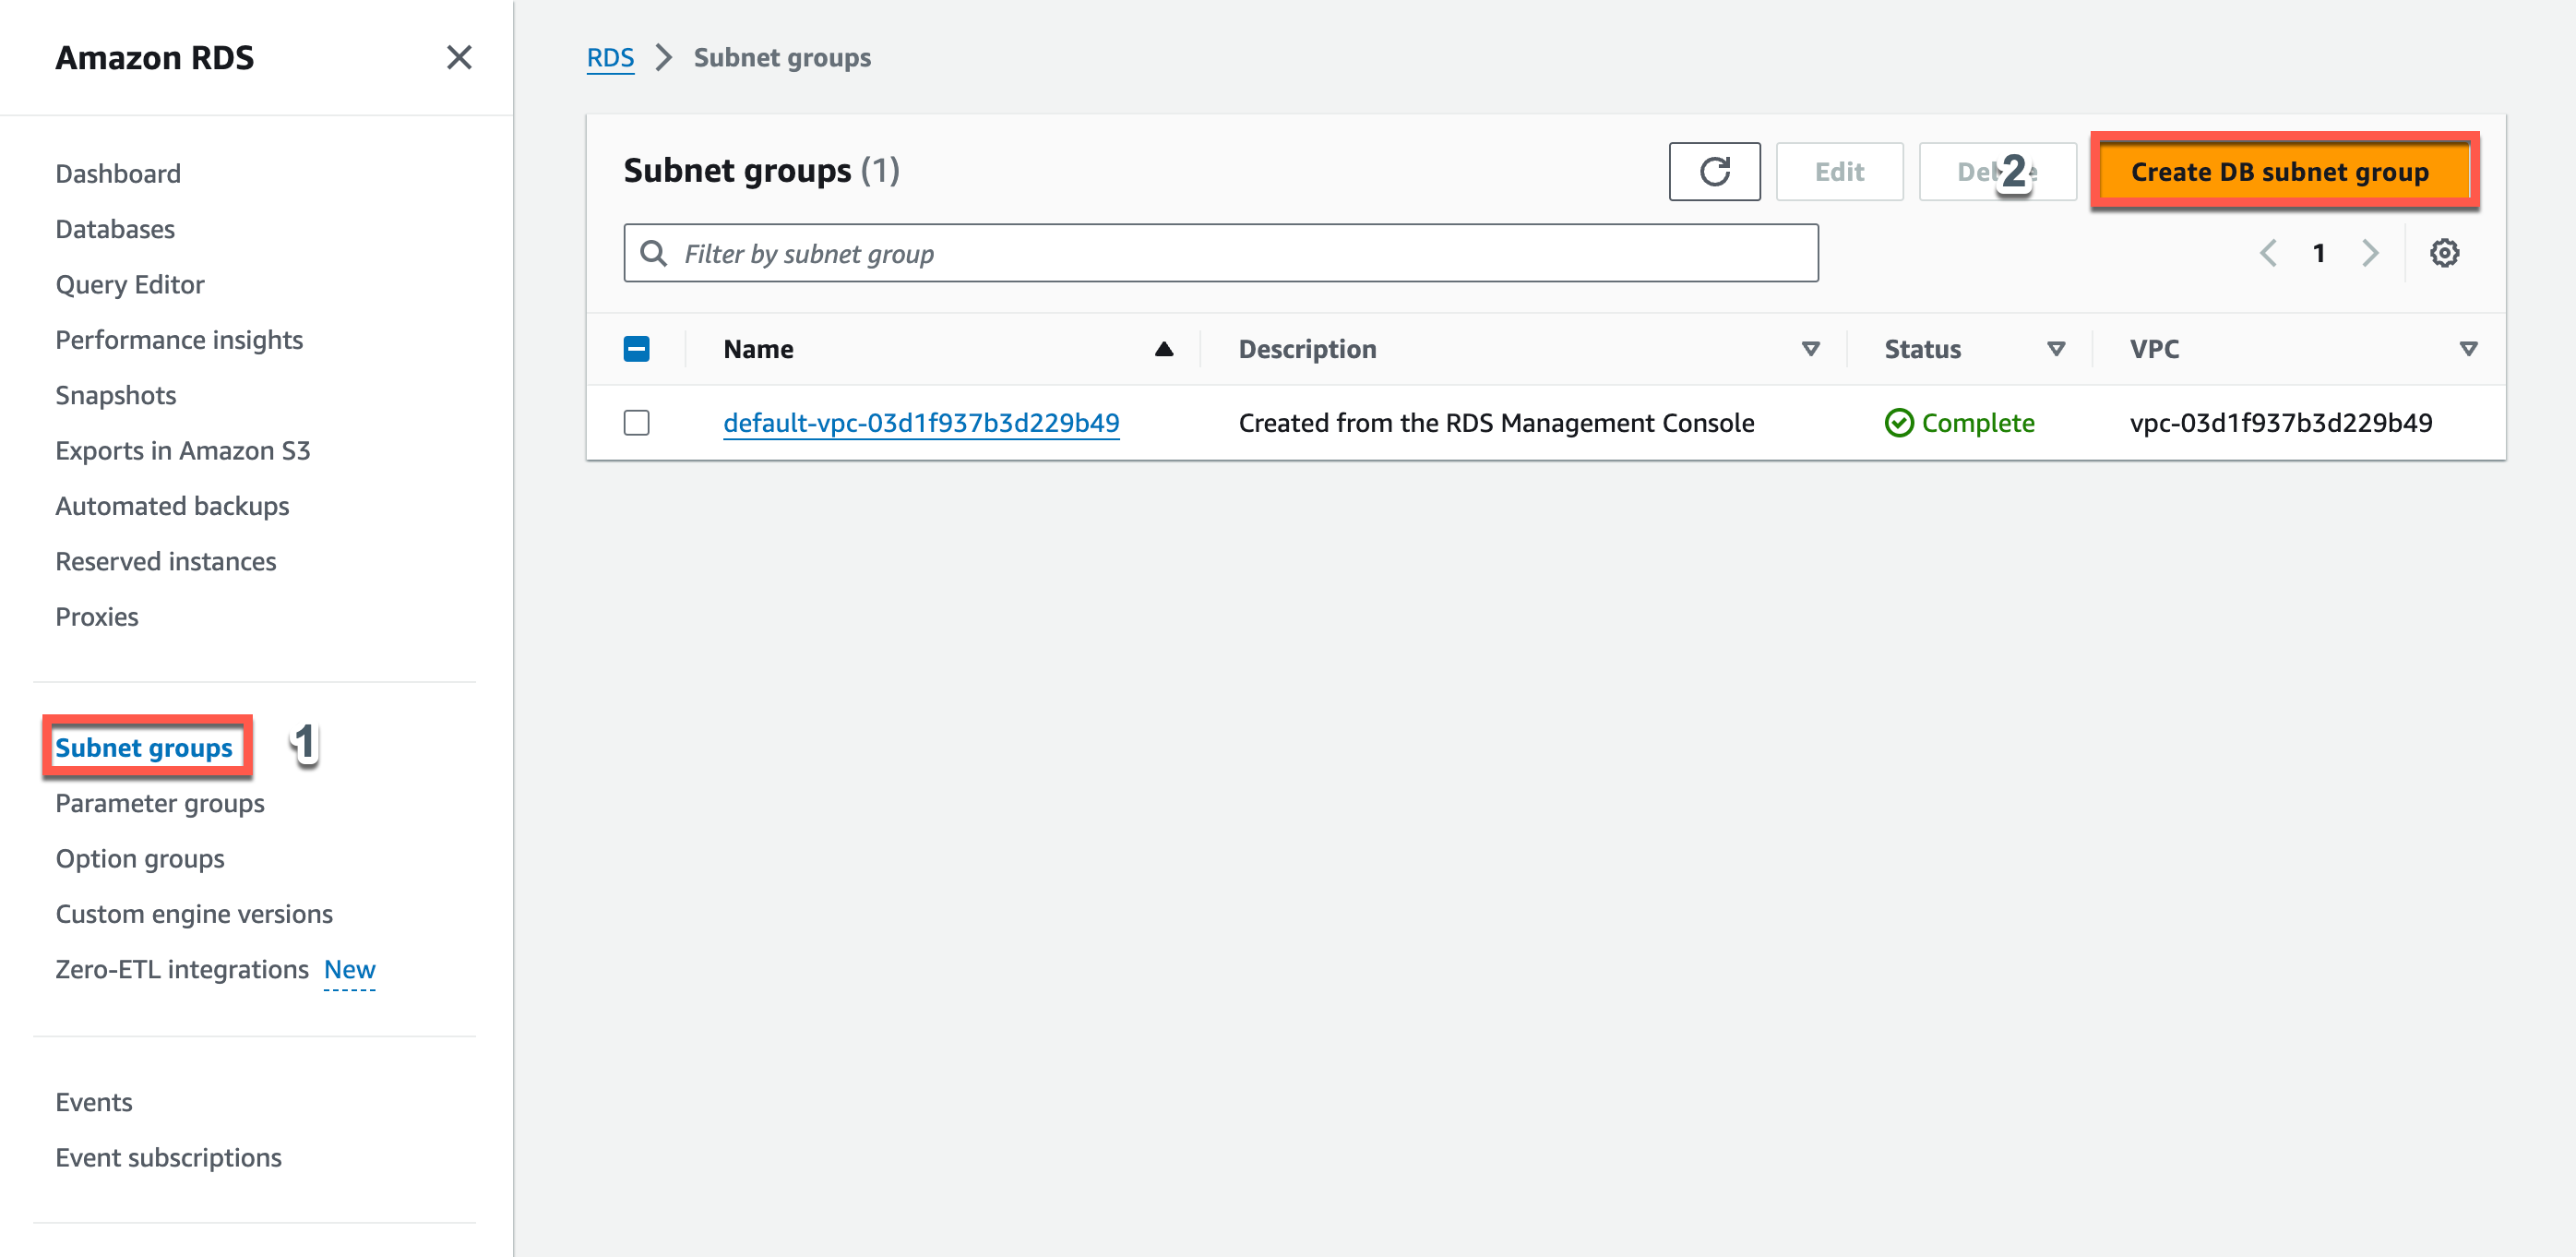 Amazon RDS
Dashboard
Databases
Query Editor
Performance insights
Snapshots
Exports in Amazon S3
Automated backups
Reserved instances
Proxies
Subnet groups 1
Parameter groups
Option groups
Custom engine versions
Zero-ETL integrations New
Events
Event subscriptions
RDS > Subnet groups
Subnet groups (1)
Edit
2
Create DB subnet group
Filter by subnet group
1
Name Description Status VPC
default-vpc-03d1f937b3d229b49 Created from the RDS Management Console Complete vpc-03d1f937b3d229b49